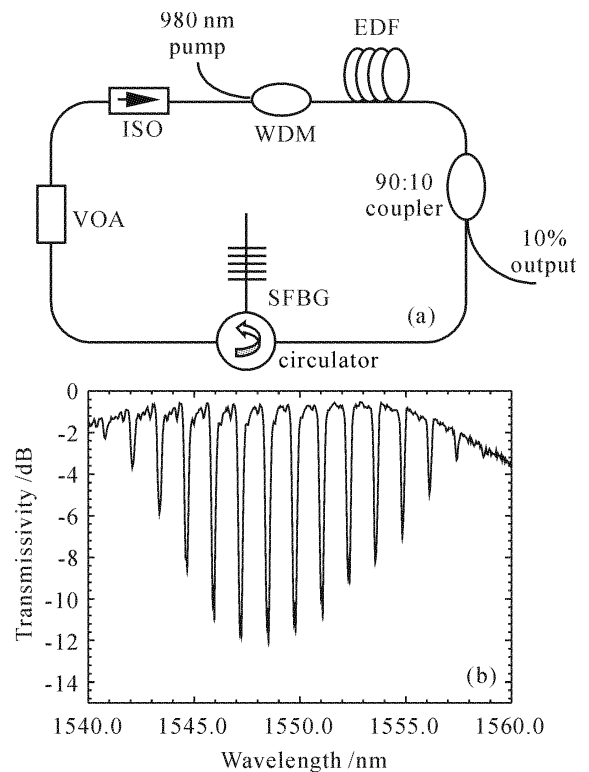 980 nm
pump
EDF
ISO
WDM
90:10
coupler
VOA
10%
output
SFBG
(a)
circulator
0
-2
-4
-6
-8
-10
-12
-14
Transmissivity /dB
(b)
1540.0 1545.0 1550.0 1555.0 1560.0
Wavelength /nm